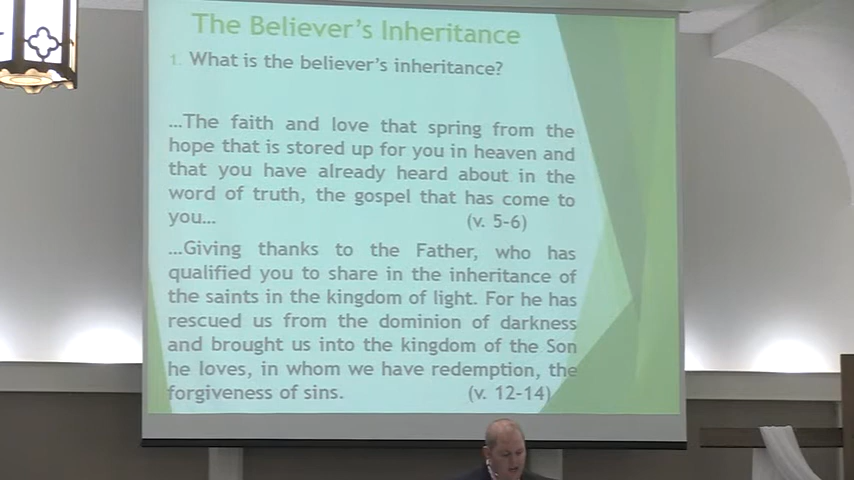 The Believer's Inheritance
1. What is the believer's inheritance?
...The faith and love that spring from the
hope that is stored up for you in heaven and
that you have already heard about in the
word of truth, the gospel that has come to
you... (v. 5-6)
...Giving thanks to the Father, who has
qualified you to share in the inheritance of
the saints in the kingdom of light. For he has
rescued us from the dominion of darkness
and brought us into the kingdom of the Son
he loves, in whom we have redemption, the
forgiveness of sins. (v. 12-14)